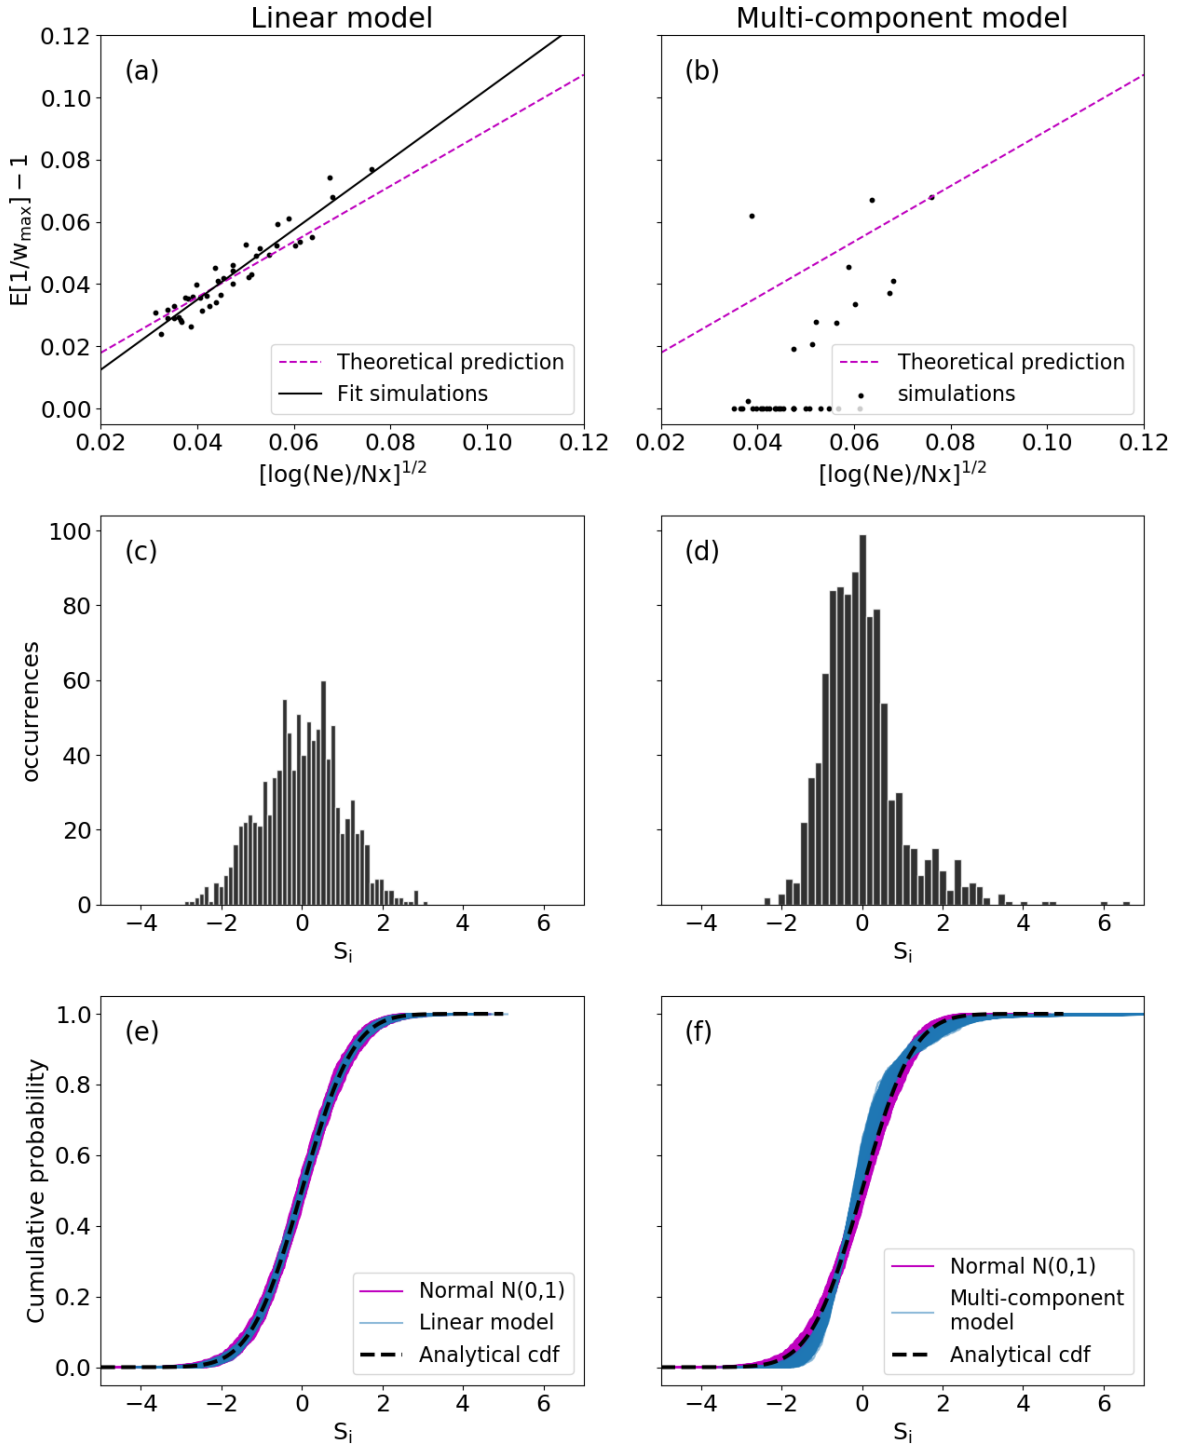 Linear model
Multi-component model
(a)
(b)
0.12
0.10
0.08
0.06
0.04
0.02
0.00
E[1/w_max] − 1
Theoretical prediction
Fit simulations
Theoretical prediction
simulations
0.02 0.04 0.06 0.08 0.10 0.12
0.02 0.04 0.06 0.08 0.10 0.12
[log(Ne)/Nx]^1/2
[log(Ne)/Nx]^1/2
(c)
(d)
100
80
60
40
20
0
occurrences
−4 −2 0 2 4 6
−4 −2 0 2 4 6
S_i
S_i
(e)
(f)
1.0
0.8
0.6
0.4
0.2
0.0
Cumulative probability
Normal N(0,1)
Linear model
Analytical cdf
Normal N(0,1)
Multi-component
model
Analytical cdf
−4 −2 0 2 4 6
−4 −2 0 2 4 6
S_i
S_i